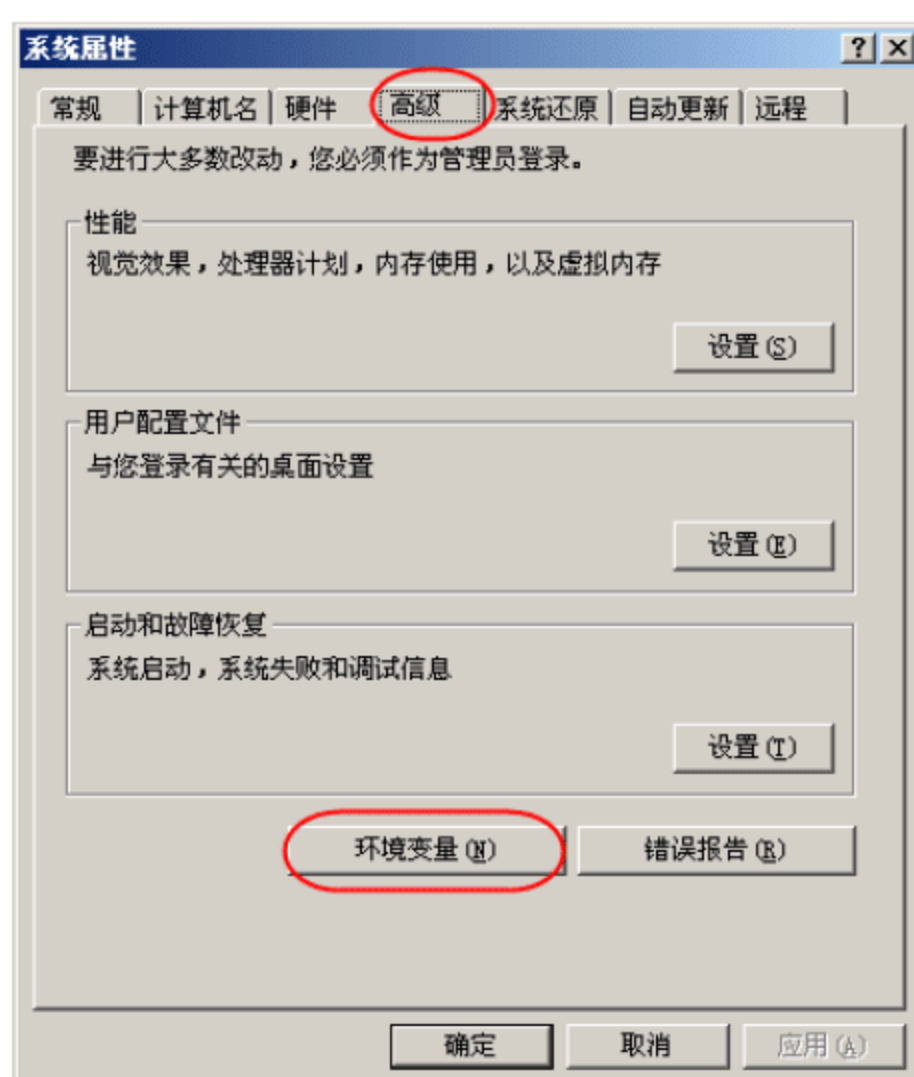 系统属性
常规 计算机名 硬件 高级 系统还原 自动更新 远程
要进行大多数改动，您必须作为管理员登录。
性能
视觉效果，处理器计划，内存使用，以及虚拟内存
设置(S)
用户配置文件
与您登录有关的桌面设置
设置(E)
启动和故障恢复
系统启动，系统失败和调试信息
设置(T)
环境变量(N) 错误报告(R)
确定 取消 应用(A)